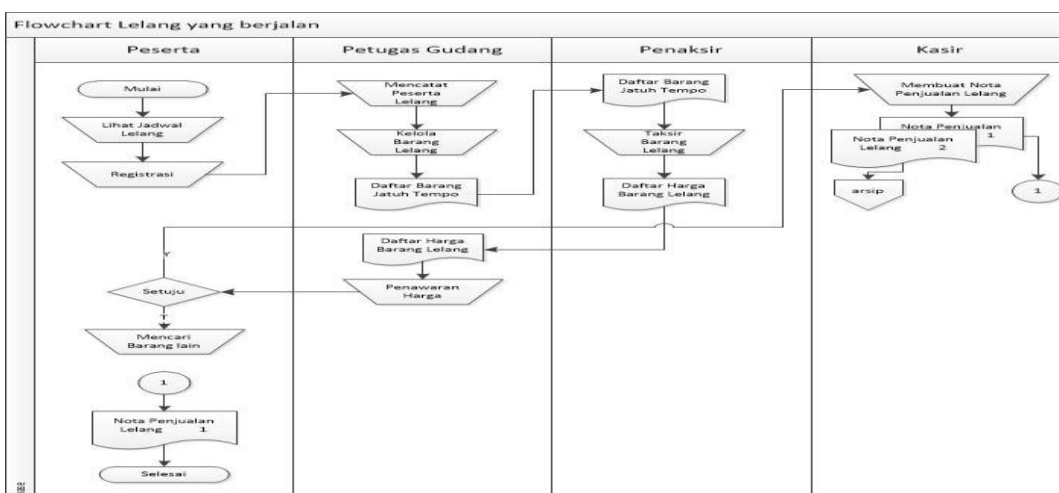 Flowchart Lelang yang berjalan
Peserta
Petugas Gudang
Penaksir
Kasir
Mulai
Lihat Jadwal
Lelang
Registrasi
Mencatat
Peserta
Lelang
Kelola
Barang
Lelang
Daftar Barang
Jatuh Tempo
Daftar Barang
Jatuh Tempo
Taksir
Barang
Lelang
Daftar Harga
Barang Lelang
Membuat Nota
Penjualan Lelang
Nota Penjualan
1
Nota Penjualan
Lelang 2
arsip
1
Daftar Harga
Barang Lelang
Penawaran
Harga
Y
Setuju
T
Mencari
Barang lain
1
Nota Penjualan
Lelang 1
Selesai